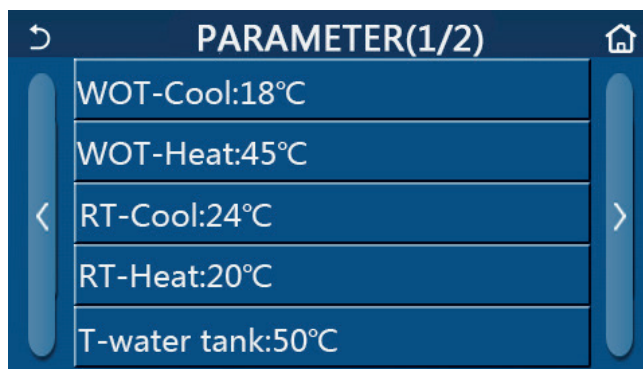 PARAMETER(1/2)
WOT-Cool:18℃
WOT-Heat:45℃
RT-Cool:24℃
RT-Heat:20℃
T-water tank:50℃